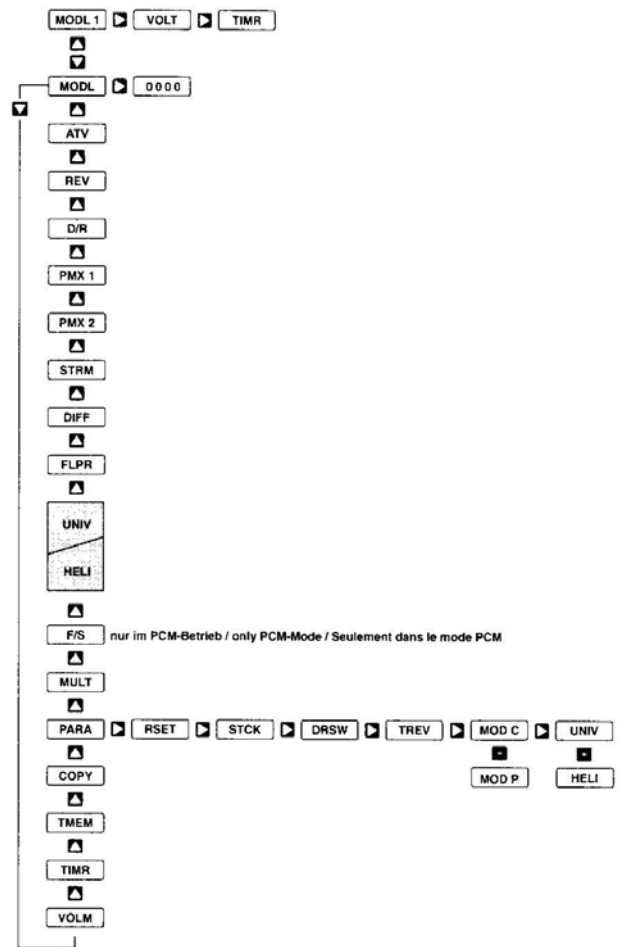 MODL 1 VOLT TIMR
MODL 0000
ATV
REV
D/R
PMX 1
PMX 2
STRM
DIFF
FLPR
UNIV
HELI
F/S nur im PCM-Betrieb / only PCM-Mode / Seulement dans le mode PCM
MULT
PARA RSET STCK DRSW TREV MOD C UNIV
MOD P HELI
COPY
TMEM
TIMR
VOLM